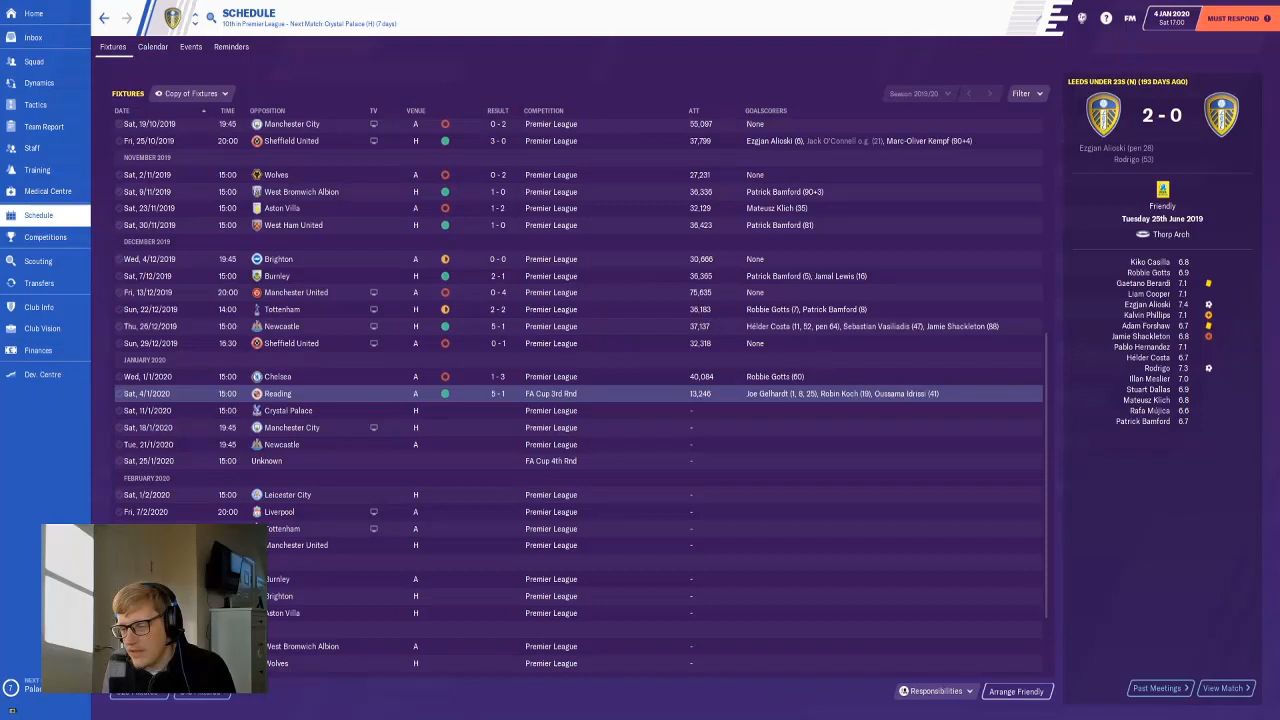 Home
SCHEDULE
10th in Premier League - Next Match: Crystal Palace (H) (7 days)
FM
4 JAN 2020
Sat 17:00
MUST RESPOND
Inbox
Squad
Dynamics
Tactics
Team Report
Staff
Training
Medical Centre
Schedule
Competitions
Scouting
Transfers
Club Info
Club Vision
Finances
Dev. Centre
Fixtures Calendar Events Reminders
FIXTURES Copy of Fixtures Season 2019/20 Filter
DATE TIME OPPOSITION TV VENUE RESULT COMPETITION ATT GOALSCORERS
Sat, 19/10/2019 19:45 Manchester City A 0 - 2 Premier League 55,097 None
Fri, 25/10/2019 20:00 Sheffield United H 3 - 0 Premier League 37,799 Ezgjan Alioski (6), Jack O'Connell o.g. (21), Marc-Oliver Kempf (90+4)
NOVEMBER 2019
Sat, 2/11/2019 15:00 Wolves A 0 - 2 Premier League 27,231 None
Sat, 9/11/2019 15:00 West Bromwich Albion H 1 - 0 Premier League 36,336 Patrick Bamford (90+3)
Sat, 23/11/2019 15:00 Aston Villa A 1 - 2 Premier League 32,129 Mateusz Klich (35)
Sat, 30/11/2019 15:00 West Ham United H 1 - 0 Premier League 36,423 Patrick Bamford (81)
DECEMBER 2019
Wed, 4/12/2019 19:45 Brighton A 0 - 0 Premier League 30,666 None
Sat, 7/12/2019 15:00 Burnley H 2 - 1 Premier League 36,365 Patrick Bamford (5), Jamal Lewis (16)
Fri, 13/12/2019 20:00 Manchester United A 0 - 4 Premier League 75,635 None
Sun, 22/12/2019 14:00 Tottenham H 2 - 2 Premier League 36,183 Robbie Gotts (7), Patrick Bamford (8)
Thu, 26/12/2019 15:00 Newcastle H 5 - 1 Premier League 37,137 Hélder Costa (11, 52, pen 64), Sebastian Vasiliadis (47), Jamie Shackleton (88)
Sun, 29/12/2019 16:30 Sheffield United A 0 - 1 Premier League 32,318 None
JANUARY 2020
Wed, 1/1/2020 15:00 Chelsea A 1 - 3 Premier League 40,084 Robbie Gotts (60)
Sat, 4/1/2020 15:00 Reading A 5 - 1 FA Cup 3rd Rnd 13,246 Joe Gelhardt (1, 8, 25), Robin Koch (19), Oussama Idrissi (41)
Sat, 11/1/2020 15:00 Crystal Palace H Premier League -
Sat, 18/1/2020 19:45 Manchester City H Premier League -
Tue, 21/1/2020 19:45 Newcastle A Premier League -
Sat, 25/1/2020 15:00 Unknown FA Cup 4th Rnd -
FEBRUARY 2020
Sat, 1/2/2020 15:00 Leicester City H Premier League -
Fri, 7/2/2020 20:00 Liverpool A Premier League -
Tottenham A Premier League -
Manchester United H Premier League -
Burnley A Premier League -
Brighton H Premier League -
Aston Villa H Premier League -
West Bromwich Albion A Premier League -
Wolves H Premier League -
Responsibilities Arrange Friendly
LEEDS UNDER 23S (N) (193 DAYS AGO)
2 - 0
Ezgjan Alioski (pen 28)
Rodrigo (53)
Friendly
Tuesday 25th June 2019
Thorp Arch
Kiko Casilla 6.8
Robbie Gotts 6.9
Gaetano Berardi 7.1
Liam Cooper 7.1
Ezgjan Alioski 7.4
Kalvin Phillips 7.1
Adam Forshaw 6.7
Jamie Shackleton 6.8
Pablo Hernandez 7.1
Hélder Costa 6.7
Rodrigo 7.3
Illan Meslier 7.0
Stuart Dallas 6.9
Mateusz Klich 6.8
Rafa Mújica 6.6
Patrick Bamford 6.7
Past Meetings View Match
7